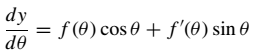 dy/dθ = f(θ) cos θ + f′(θ) sin θ